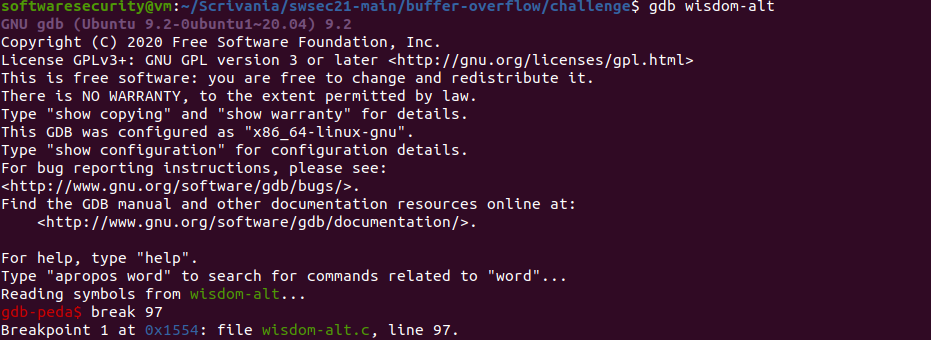 softwaresecurity@vm:~/Scrivania/swsec21-main/buffer-overflow/challenge$ gdb wisdom-alt
GNU gdb (Ubuntu 9.2-0ubuntu1~20.04) 9.2
Copyright (C) 2020 Free Software Foundation, Inc.
License GPLv3+: GNU GPL version 3 or later <http://gnu.org/licenses/gpl.html>
This is free software: you are free to change and redistribute it.
There is NO WARRANTY, to the extent permitted by law.
Type "show copying" and "show warranty" for details.
This GDB was configured as "x86_64-linux-gnu".
Type "show configuration" for configuration details.
For bug reporting instructions, please see:
<http://www.gnu.org/software/gdb/bugs/>.
Find the GDB manual and other documentation resources online at:
    <http://www.gnu.org/software/gdb/documentation/>.

For help, type "help".
Type "apropos word" to search for commands related to "word"...
Reading symbols from wisdom-alt...
gdb-peda$ break 97
Breakpoint 1 at 0x1554: file wisdom-alt.c, line 97.